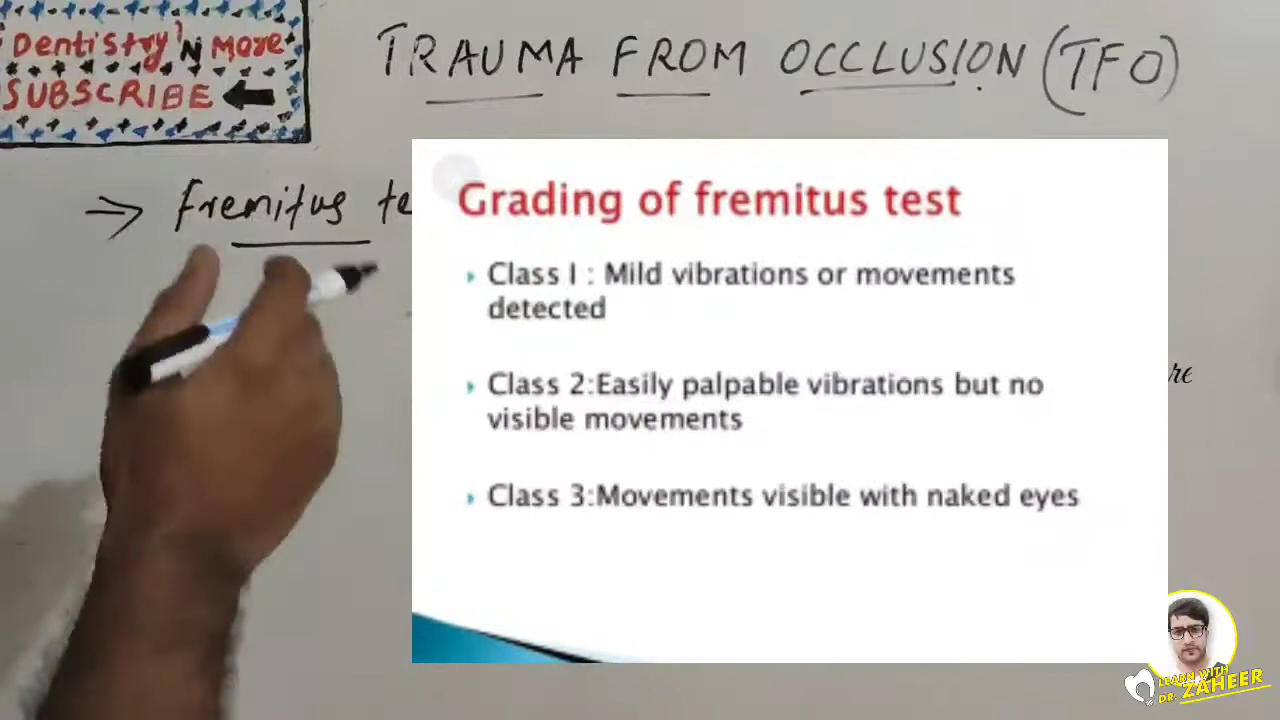 Dentistry'N More
SUBSCRIBE
TRAUMA FROM OCCLUSION (TFO)
Fremitus te
Grading of fremitus test
Class I : Mild vibrations or movements
detected
Class 2:Easily palpable vibrations but no
visible movements
Class 3:Movements visible with naked eyes
re
LEARN WITH
DR. ZAHEER